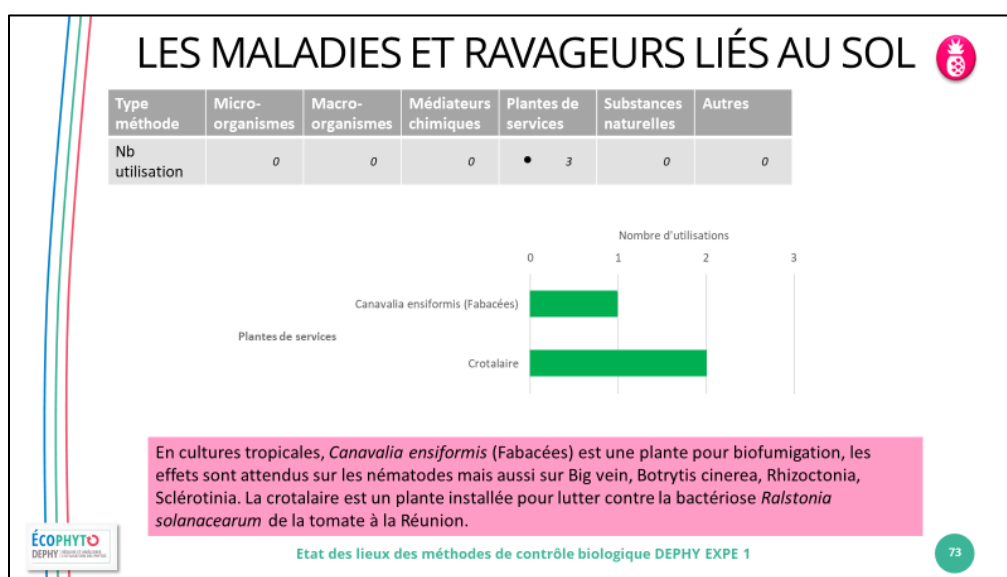 LES MALADIES ET RAVAGEURS LIÉS AU SOL
Type Micro- Macro- Médiateurs Plantes de Substances Autres
méthode organismes organismes chimiques services naturelles
Nb
utilisation 0 0 0 • 3 0 0
Nombre d'utilisations
0 1 2 3
Canavalia ensiformis (Fabacées)
Plantes de services
Crotalaire
En cultures tropicales, Canavalia ensiformis (Fabacées) est une plante pour biofumigation, les
effets sont attendus sur les nématodes mais aussi sur Big vein, Botrytis cinerea, Rhizoctonia,
Sclérotinia. La crotalaire est un plante installée pour lutter contre la bactériose Ralstonia
solanacearum de la tomate à la Réunion.
ÉCOPHYTO
DEPHY
Etat des lieux des méthodes de contrôle biologique DEPHY EXPE 1
73